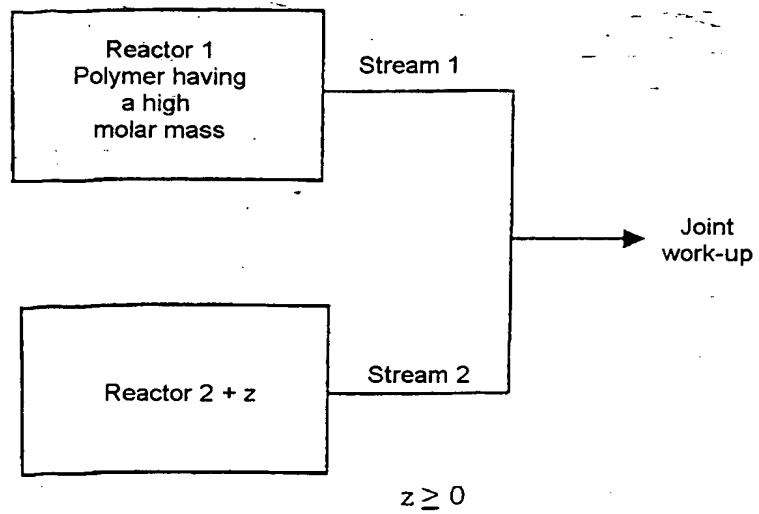 Reactor 1
Polymer having
a high
molar mass
Stream 1
Joint
work-up
Reactor 2 + z
Stream 2
z ≥ 0